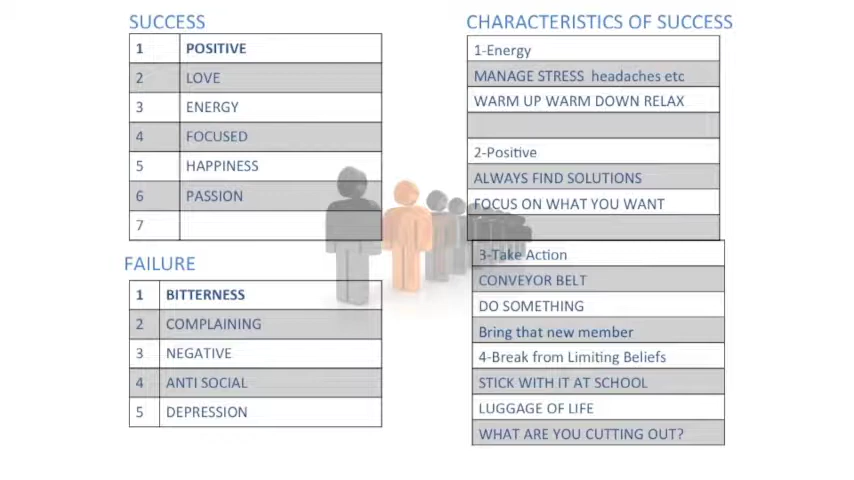 SUCCESS
1 POSITIVE
2 LOVE
3 ENERGY
4 FOCUSED
5 HAPPINESS
6 PASSION
7
FAILURE
1 BITTERNESS
2 COMPLAINING
3 NEGATIVE
4 ANTI SOCIAL
5 DEPRESSION
CHARACTERISTICS OF SUCCESS
1-Energy
MANAGE STRESS headaches etc
WARM UP WARM DOWN RELAX
2-Positive
ALWAYS FIND SOLUTIONS
FOCUS ON WHAT YOU WANT
3-Take Action
CONVEYOR BELT
DO SOMETHING
Bring that new member
4-Break from Limiting Beliefs
STICK WITH IT AT SCHOOL
LUGGAGE OF LIFE
WHAT ARE YOU CUTTING OUT?